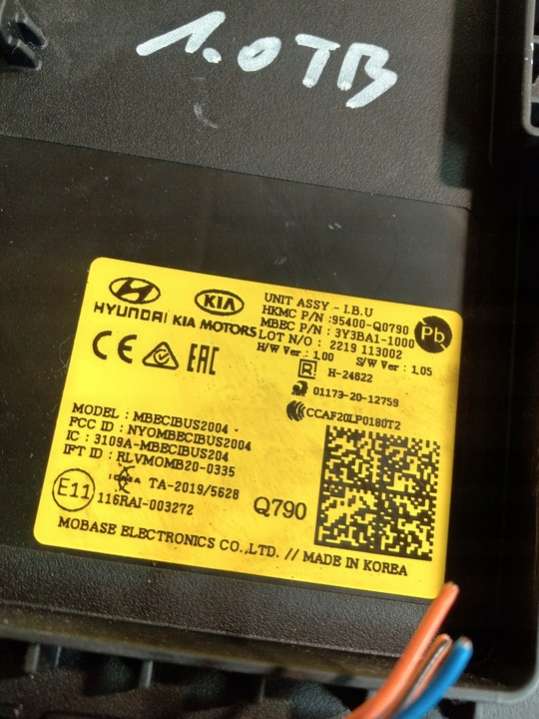 1.0TB
HYUNDAI KIA MOTORS
KIA
UNIT ASSY - I.B.U
HKMC P/N :95400-Q0790
MBEC P/N : 3Y3BA1-1000
LOT N/O : 2219 113002
H/W Ver : 1.00 S/W Ver : 1.05
Pb
CE EAC
R H-24622
01173-20-12759
CCAF20LP0180T2
MODEL : MBECIBUS2004
FCC ID : NYOMBECIBUS2004
IC : 3109A-MBECIBUS204
IFT ID : RLVMOMB20-0335
TA-2019/5628
E11 116RAI-003272
Q790
MOBASE ELECTRONICS CO.,LTD. // MADE IN KOREA